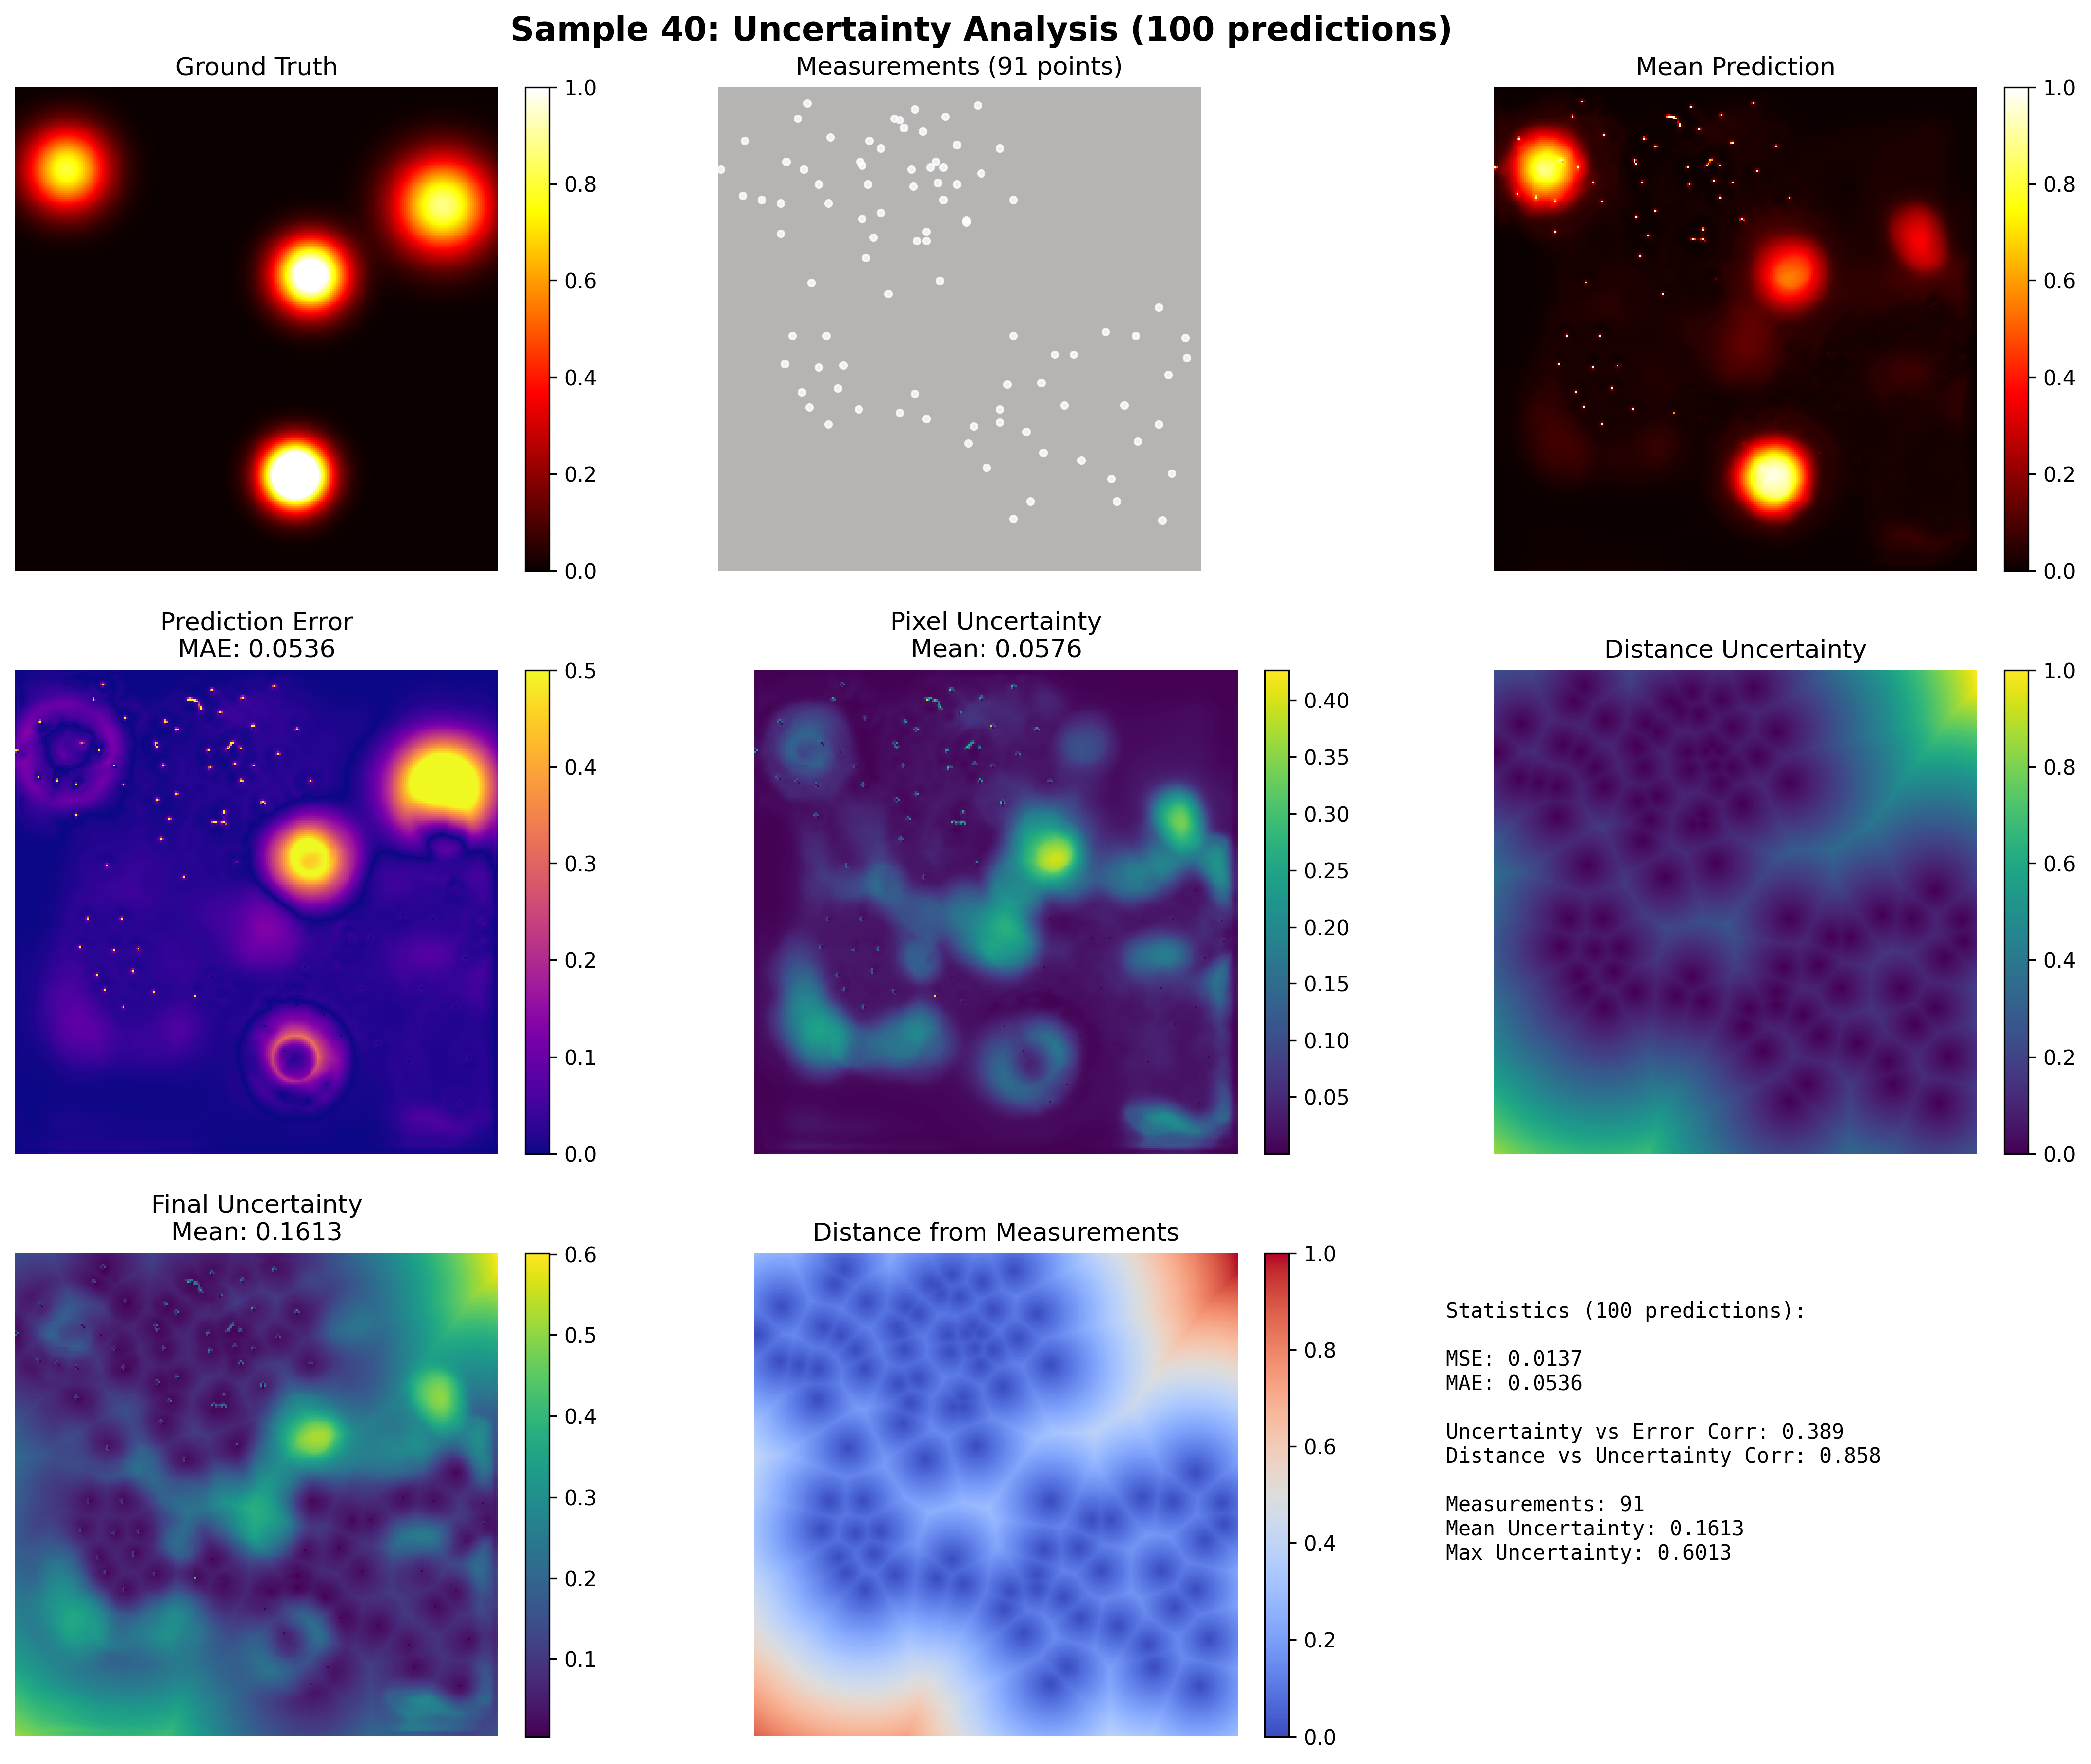 Sample 40: Uncertainty Analysis (100 predictions)
Ground Truth
Measurements (91 points)
Mean Prediction
1.0
0.8
0.6
0.4
0.2
0.0
1.0
0.8
0.6
0.4
0.2
0.0
Prediction Error
MAE: 0.0536
Pixel Uncertainty
Mean: 0.0576
Distance Uncertainty
0.5
0.4
0.3
0.2
0.1
0.0
0.40
0.35
0.30
0.25
0.20
0.15
0.10
0.05
1.0
0.8
0.6
0.4
0.2
0.0
Final Uncertainty
Mean: 0.1613
Distance from Measurements
0.6
0.5
0.4
0.3
0.2
0.1
1.0
0.8
0.6
0.4
0.2
0.0
Statistics (100 predictions):
MSE: 0.0137
MAE: 0.0536
Uncertainty vs Error Corr: 0.389
Distance vs Uncertainty Corr: 0.858
Measurements: 91
Mean Uncertainty: 0.1613
Max Uncertainty: 0.6013